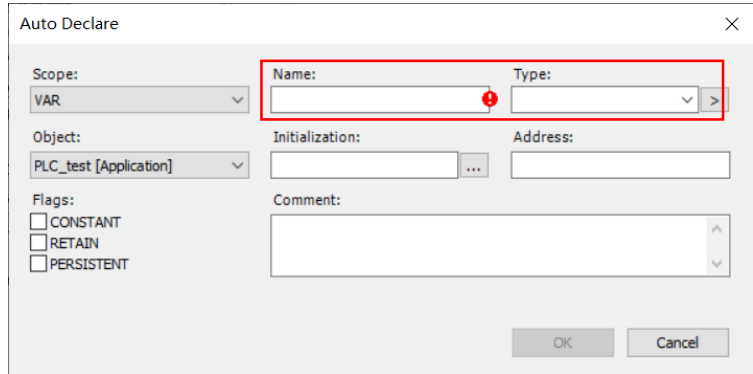 Auto Declare
Scope:
Name:
Type:
VAR
>
Object:
Initialization:
Address:
PLC_test [Application]
...
Flags:
Comment:
CONSTANT
RETAIN
PERSISTENT
OK
Cancel